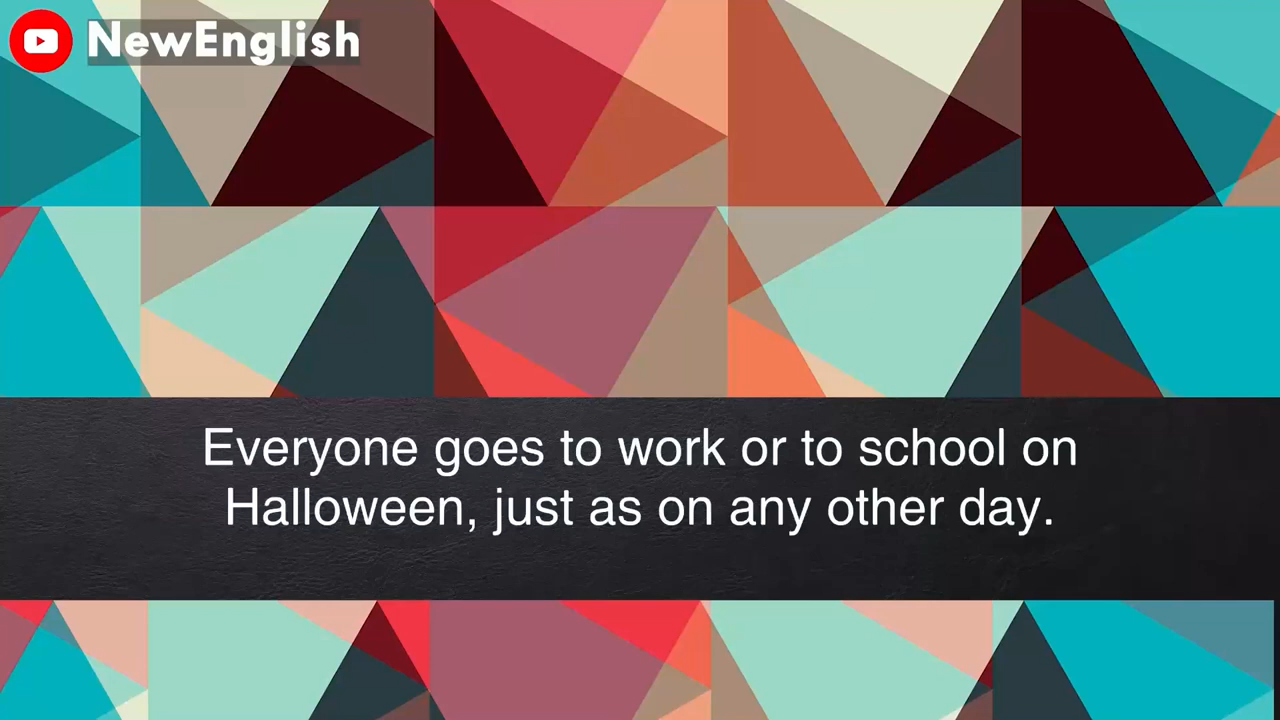 NewEnglish
Everyone goes to work or to school on
Halloween, just as on any other day.